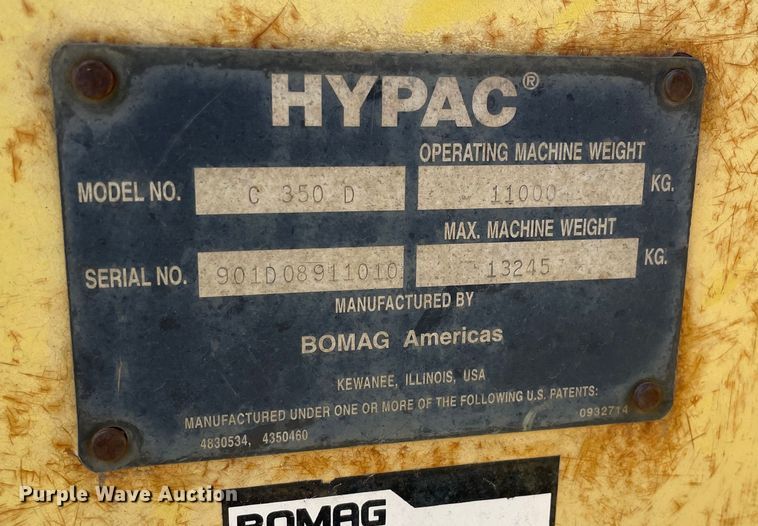 HYPAC®
OPERATING MACHINE WEIGHT
MODEL NO. C 350 D 11000 KG.
MAX. MACHINE WEIGHT
SERIAL NO. 901D08911010 13245 KG.
MANUFACTURED BY
BOMAG Americas
KEWANEE, ILLINOIS, USA
MANUFACTURED UNDER ONE OR MORE OF THE FOLLOWING U.S. PATENTS:
4830534, 4350460 0932714
Purple Wave Auction
BOMAG